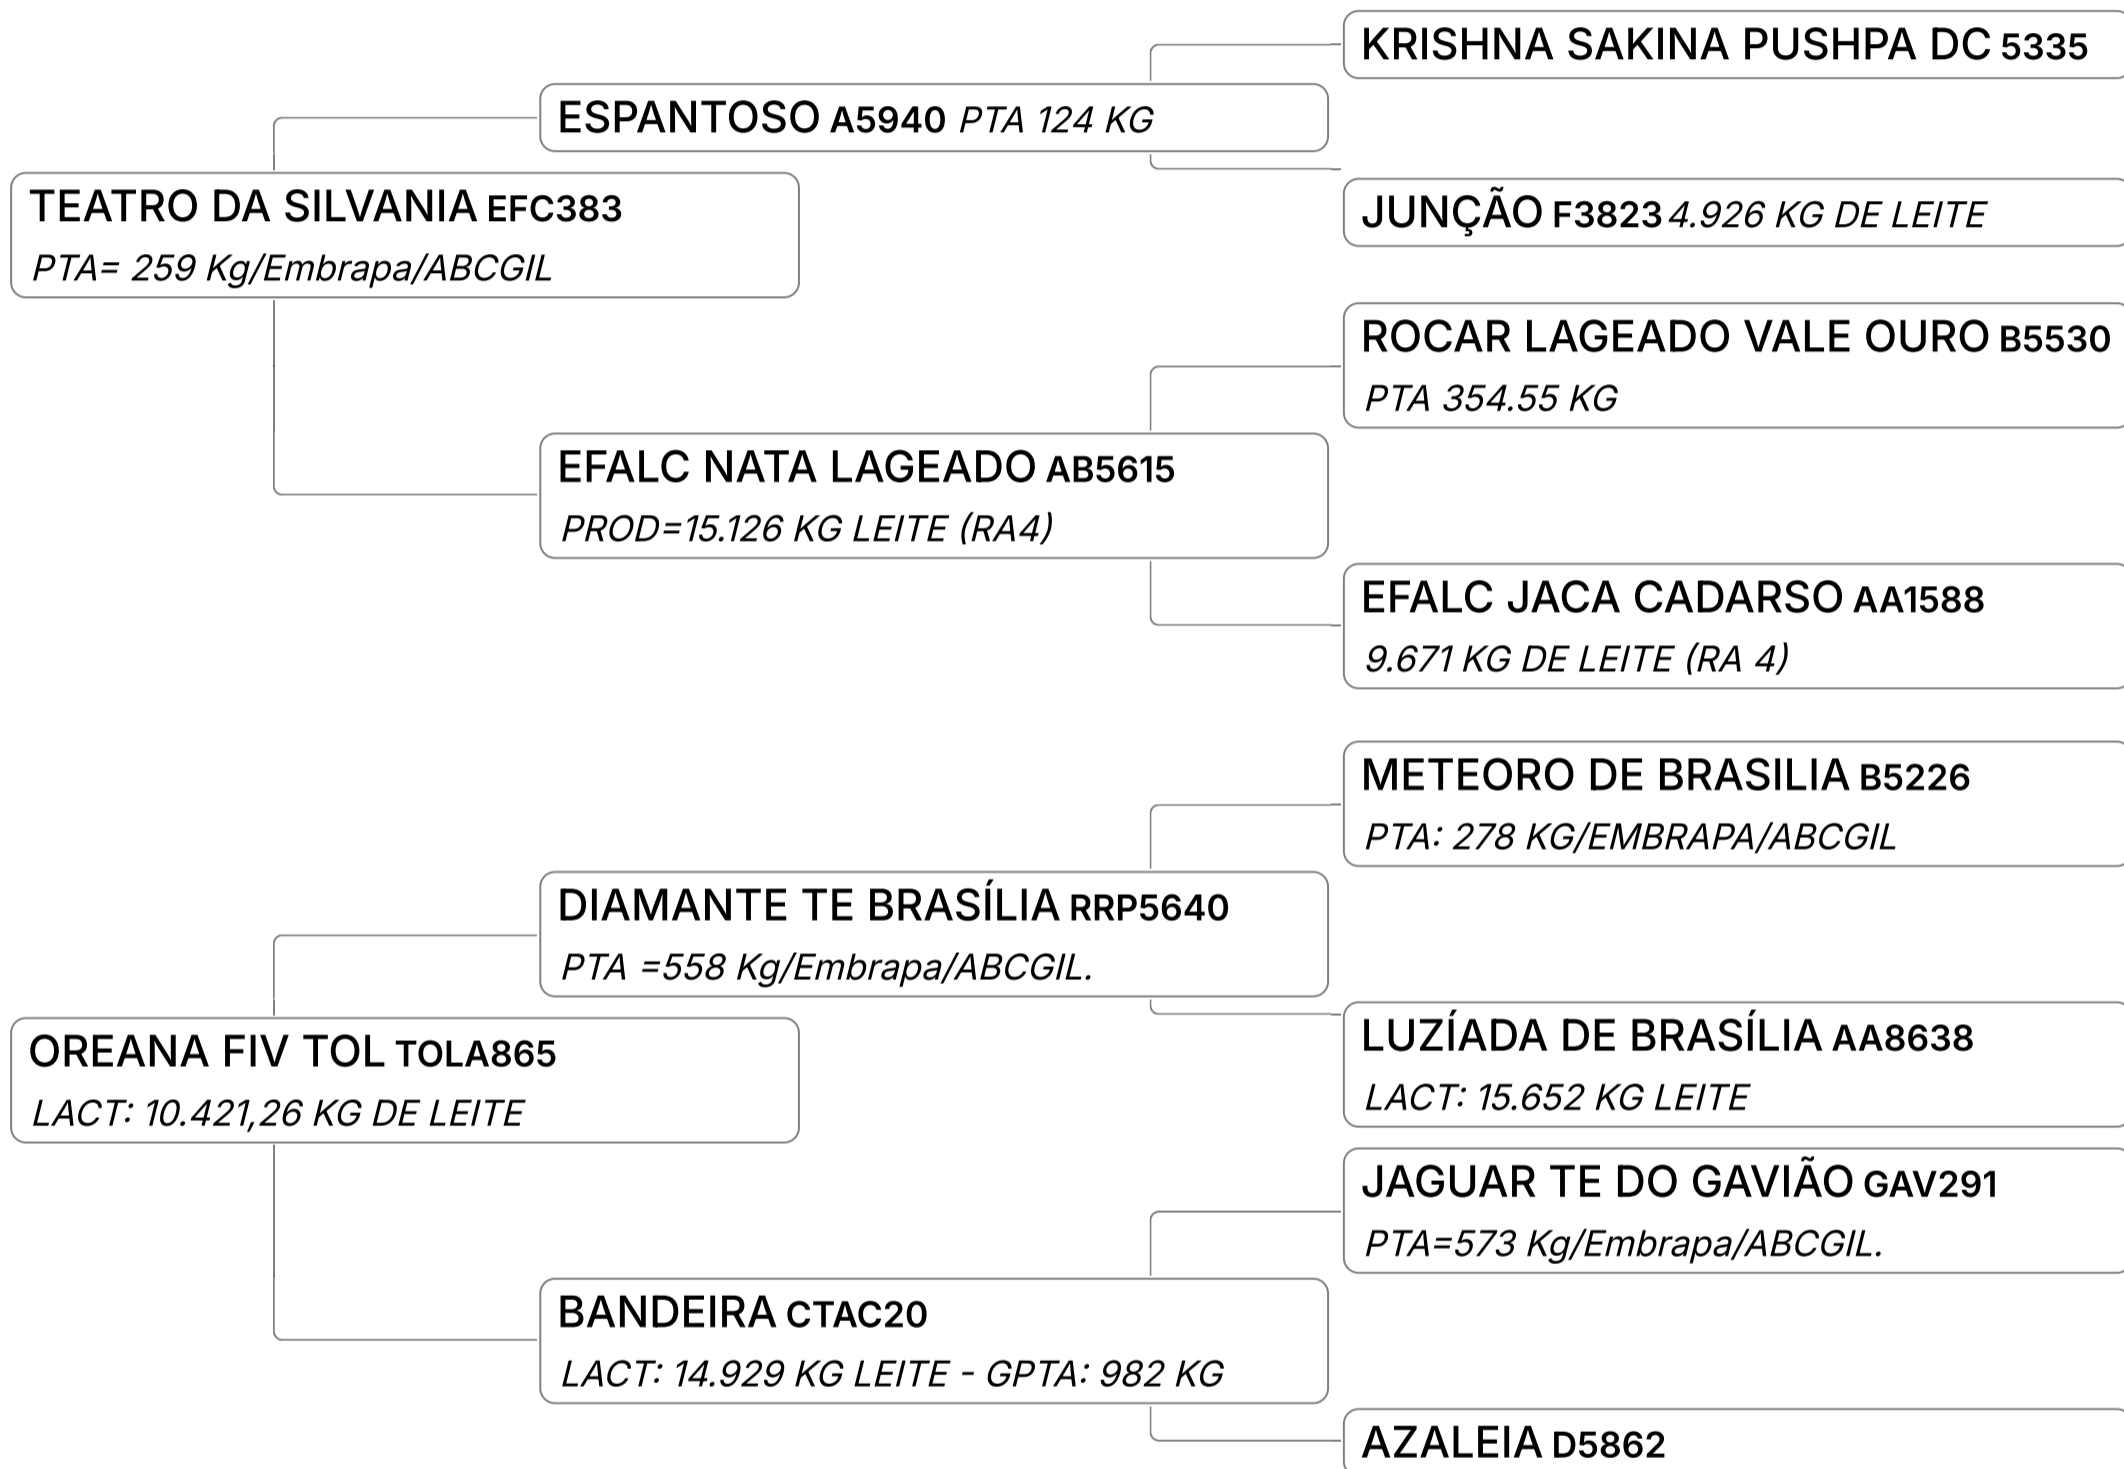 KRISHNA SAKINA PUSHPA DC 5335
ESPANTOSO A5940 PTA 124 KG
JUNÇÃO F3823 4.926 KG DE LEITE
TEATRO DA SILVANIA EFC383
PTA= 259 Kg/Embrapa/ABCGIL
ROCAR LAGEADO VALE OURO B5530
PTA 354.55 KG
EFALC NATA LAGEADO AB5615
PROD=15.126 KG LEITE (RA4)
EFALC JACA CADARSO AA1588
9.671 KG DE LEITE (RA 4)
METEORO DE BRASILIA B5226
PTA: 278 KG/EMBRAPA/ABCGIL
DIAMANTE TE BRASÍLIA RRP5640
PTA =558 Kg/Embrapa/ABCGIL.
LUZÍADA DE BRASÍLIA AA8638
LACT: 15.652 KG LEITE
OREANA FIV TOL TOLA865
LACT: 10.421,26 KG DE LEITE
JAGUAR TE DO GAVIÃO GAV291
PTA=573 Kg/Embrapa/ABCGIL.
BANDEIRA CTAC20
LACT: 14.929 KG LEITE - GPTA: 982 KG
AZALEIA D5862